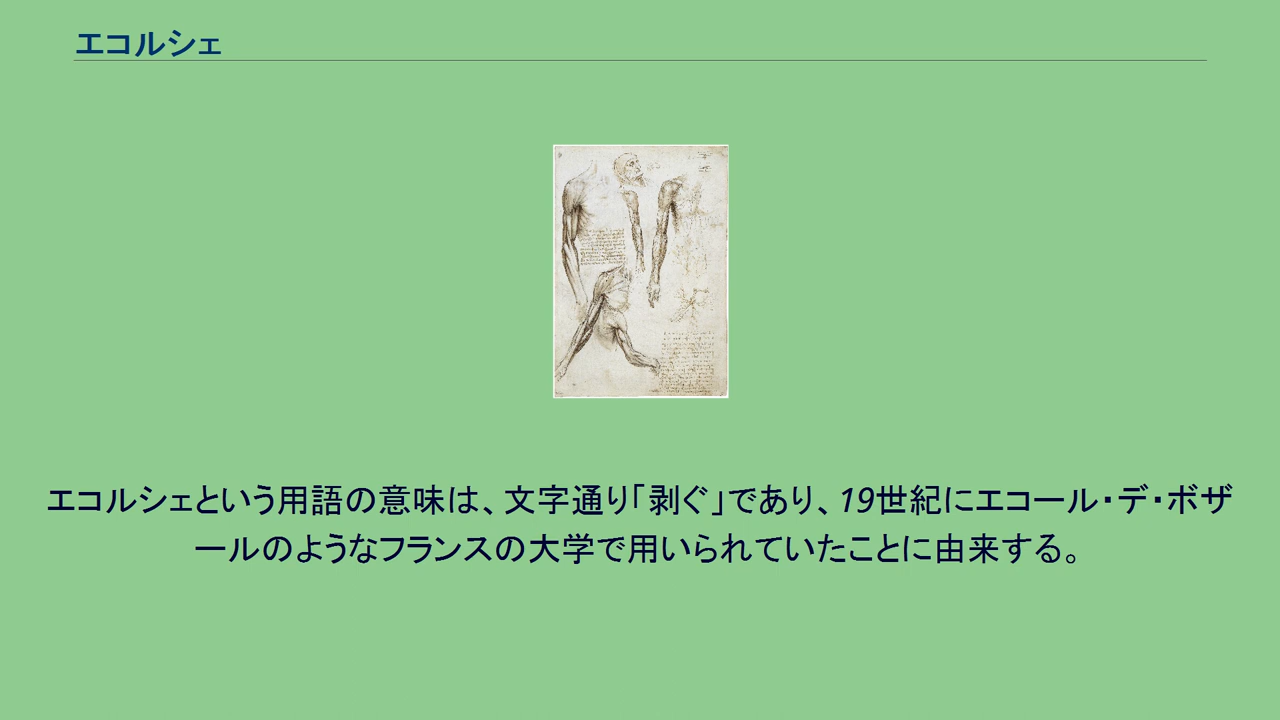 エコルシェ
エコルシェという用語の意味は、文字通り「剥ぐ」であり、19世紀にエコール・デ・ボザ
ールのようなフランスの大学で用いられていたことに由来する。